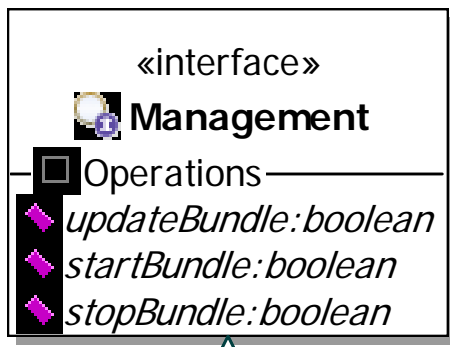 «interface»
Management
Operations
updateBundle:boolean
startBundle:boolean
stopBundle:boolean